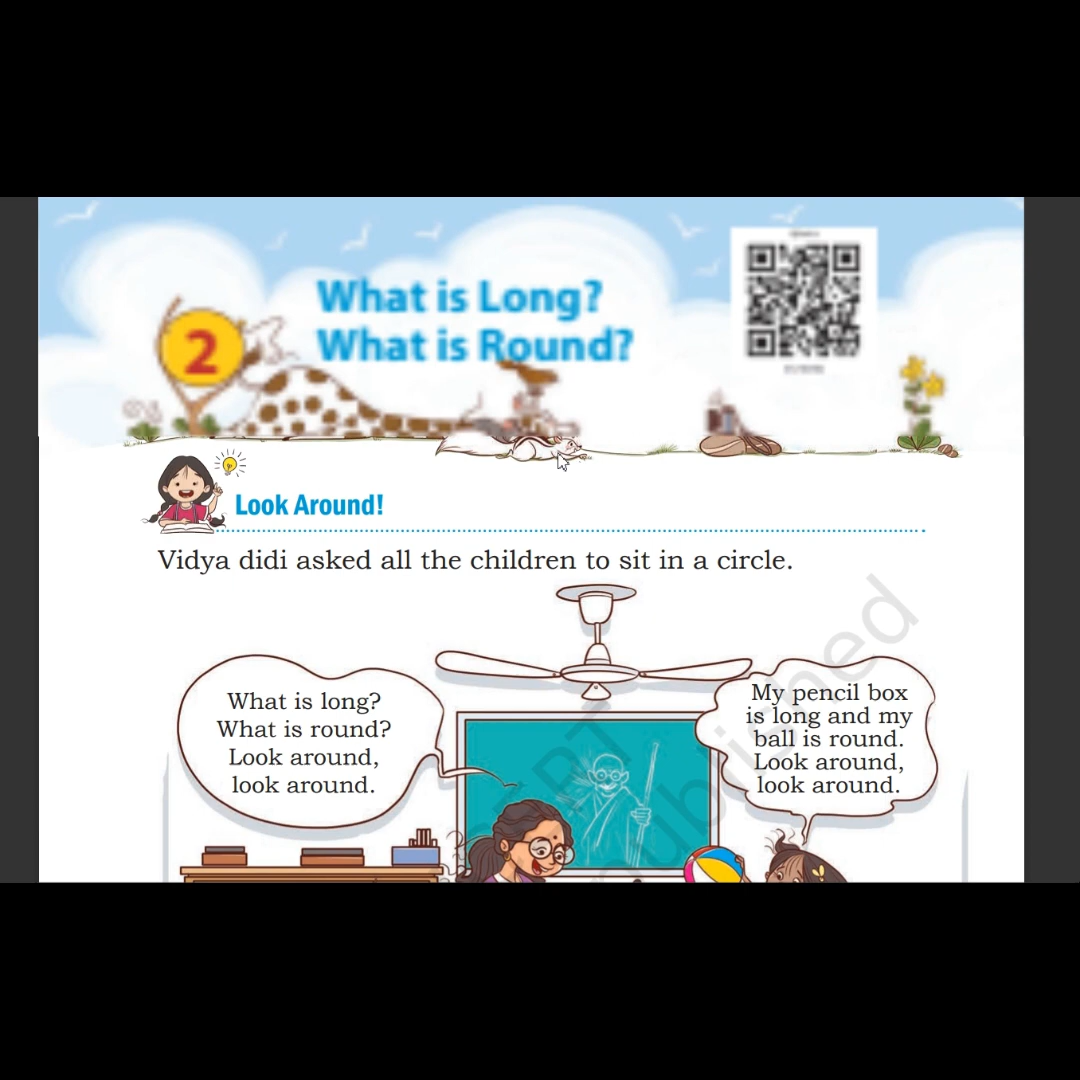 What is Long?
What is Round?
2
Look Around!
Vidya didi asked all the children to sit in a circle.
What is long?
What is round?
Look around,
look around.
My pencil box
is long and my
ball is round.
Look around,
look around.